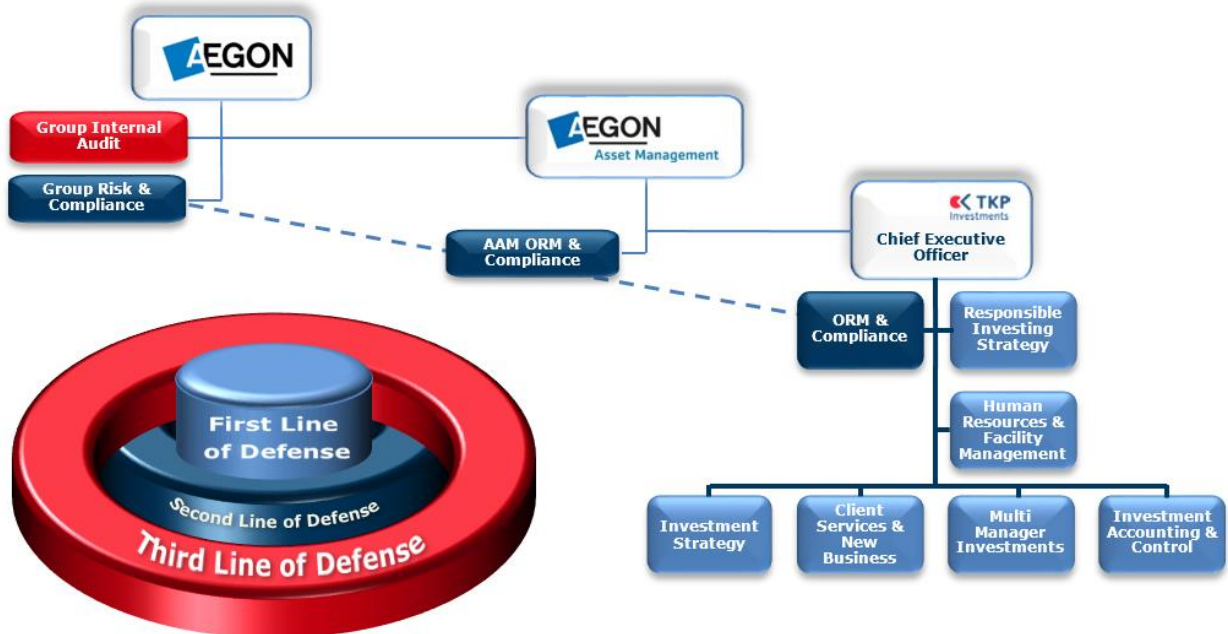 AEGON
Group Internal
Audit
Group Risk &
Compliance
AEGON
Asset Management
AAM ORM &
Compliance
TKP
Investments
Chief Executive
Officer
ORM &
Compliance
Responsible
Investing
Strategy
Human
Resources &
Facility
Management
Investment
Strategy
Client
Services &
New
Business
Multi
Manager
Investments
Investment
Accounting &
Control
First Line
of Defense
Second Line of Defense
Third Line of Defense